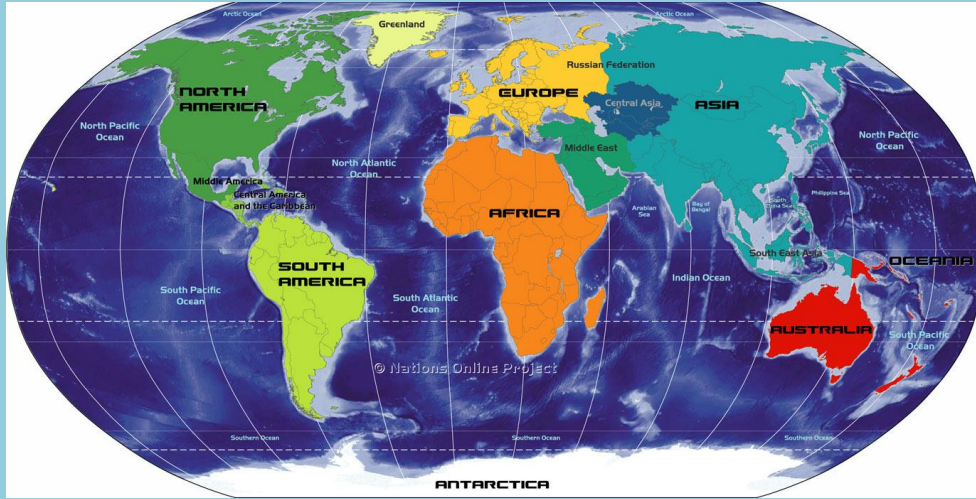 Arctic Ocean
Arctic Ocean
Greenland
Russian Federation
NORTH
AMERICA
EUROPE
Central Asia
ASIA
North Pacific
Ocean
North Pacific
Ocean
Middle East
North Atlantic
Ocean
Middle America
Central America
and the Caribbean
Philippine Sea
Arabian
Sea
Bay of
Bengal
South
China Sea
AFRICA
South East Asia
OCEANIA
SOUTH
AMERICA
Indian Ocean
South Pacific
Ocean
South Atlantic
Ocean
AUSTRALIA
South Pacific
Ocean
© Nations Online Project
Southern Ocean
Southern Ocean
Southern Ocean
ANTARCTICA